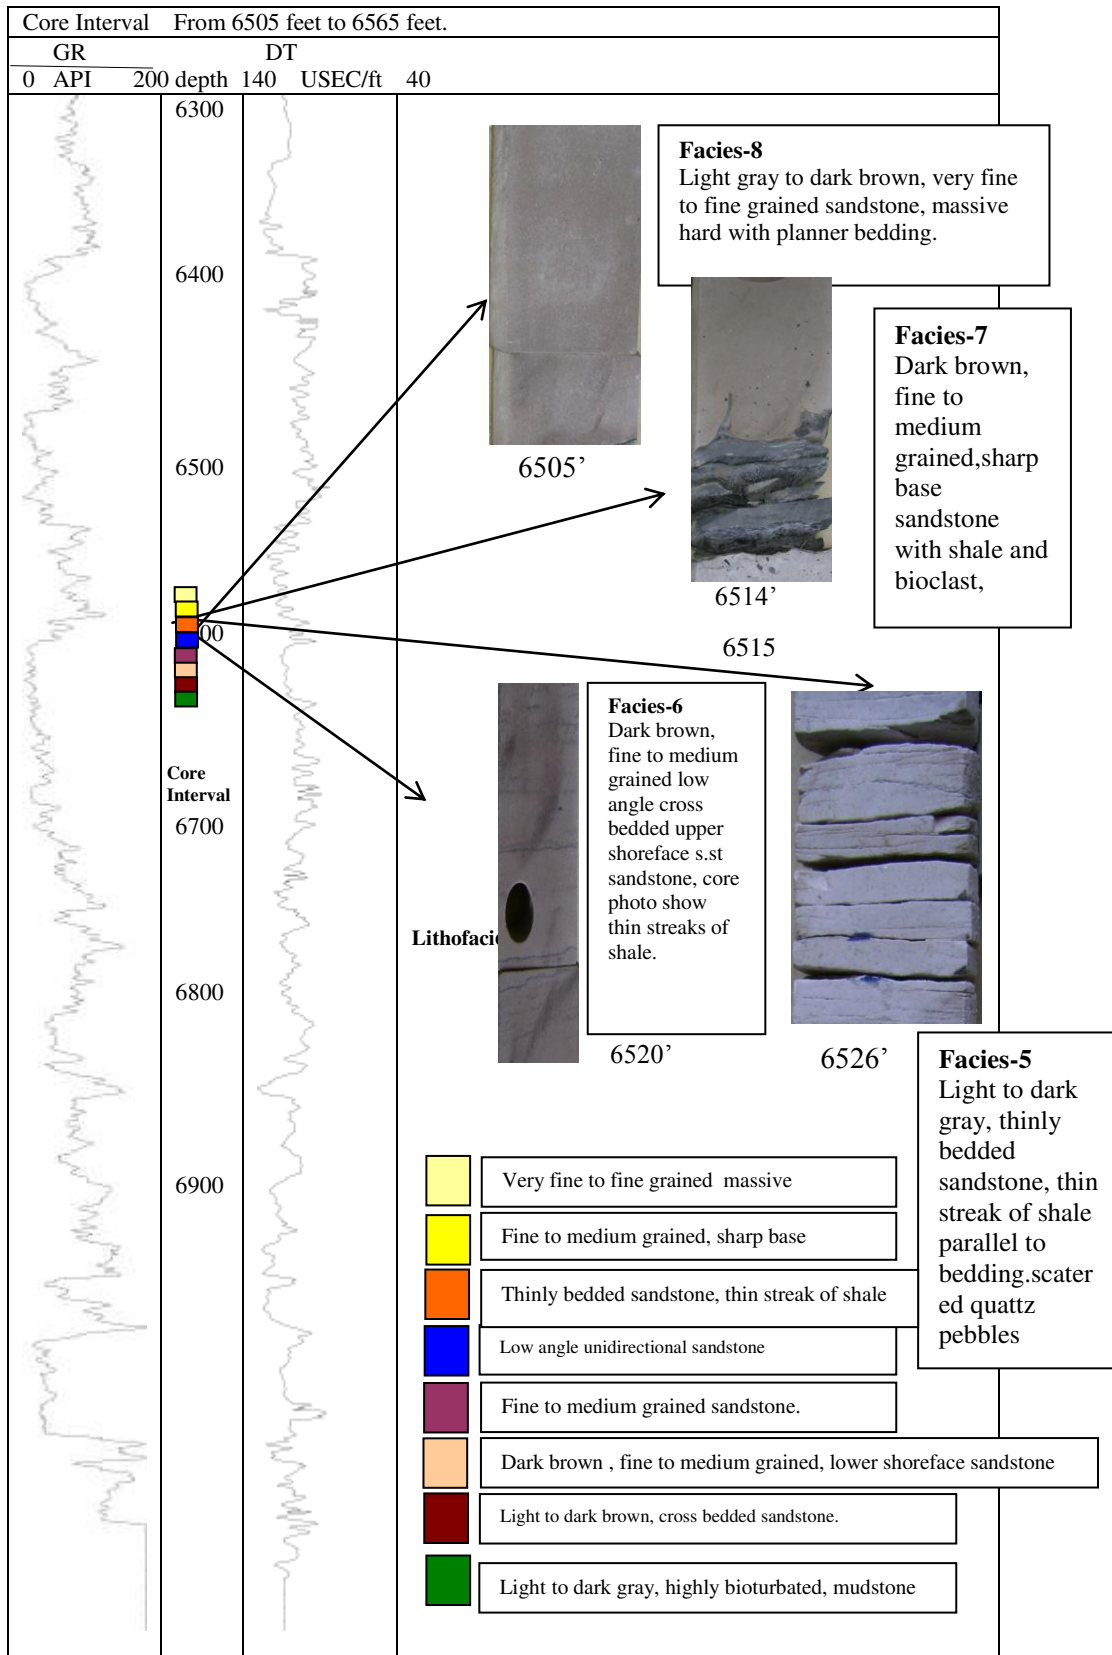 Core Interval From 6505 feet to 6565 feet.
GR DT
0 API 200 depth 140 USEC/ft 40
6300
6400
6500
00
Core
Interval
6700
6800
6900
Facies-8
Light gray to dark brown, very fine
to fine grained sandstone, massive
hard with planner bedding.
6505’
Facies-7
Dark brown,
fine to
medium
grained,sharp
base
sandstone
with shale and
bioclast,
6514’
6515
Facies-6
Dark brown,
fine to medium
grained low
angle cross
bedded upper
shoreface s.st
sandstone, core
photo show
thin streaks of
shale.
6520’
6526’
Facies-5
Light to dark
gray, thinly
bedded
sandstone, thin
streak of shale
parallel to
bedding.scater
ed quattz
pebbles
Very fine to fine grained massive
Fine to medium grained, sharp base
Thinly bedded sandstone, thin streak of shale
Low angle unidirectional sandstone
Fine to medium grained sandstone.
Dark brown , fine to medium grained, lower shoreface sandstone
Light to dark brown, cross bedded sandstone.
Light to dark gray, highly bioturbated, mudstone